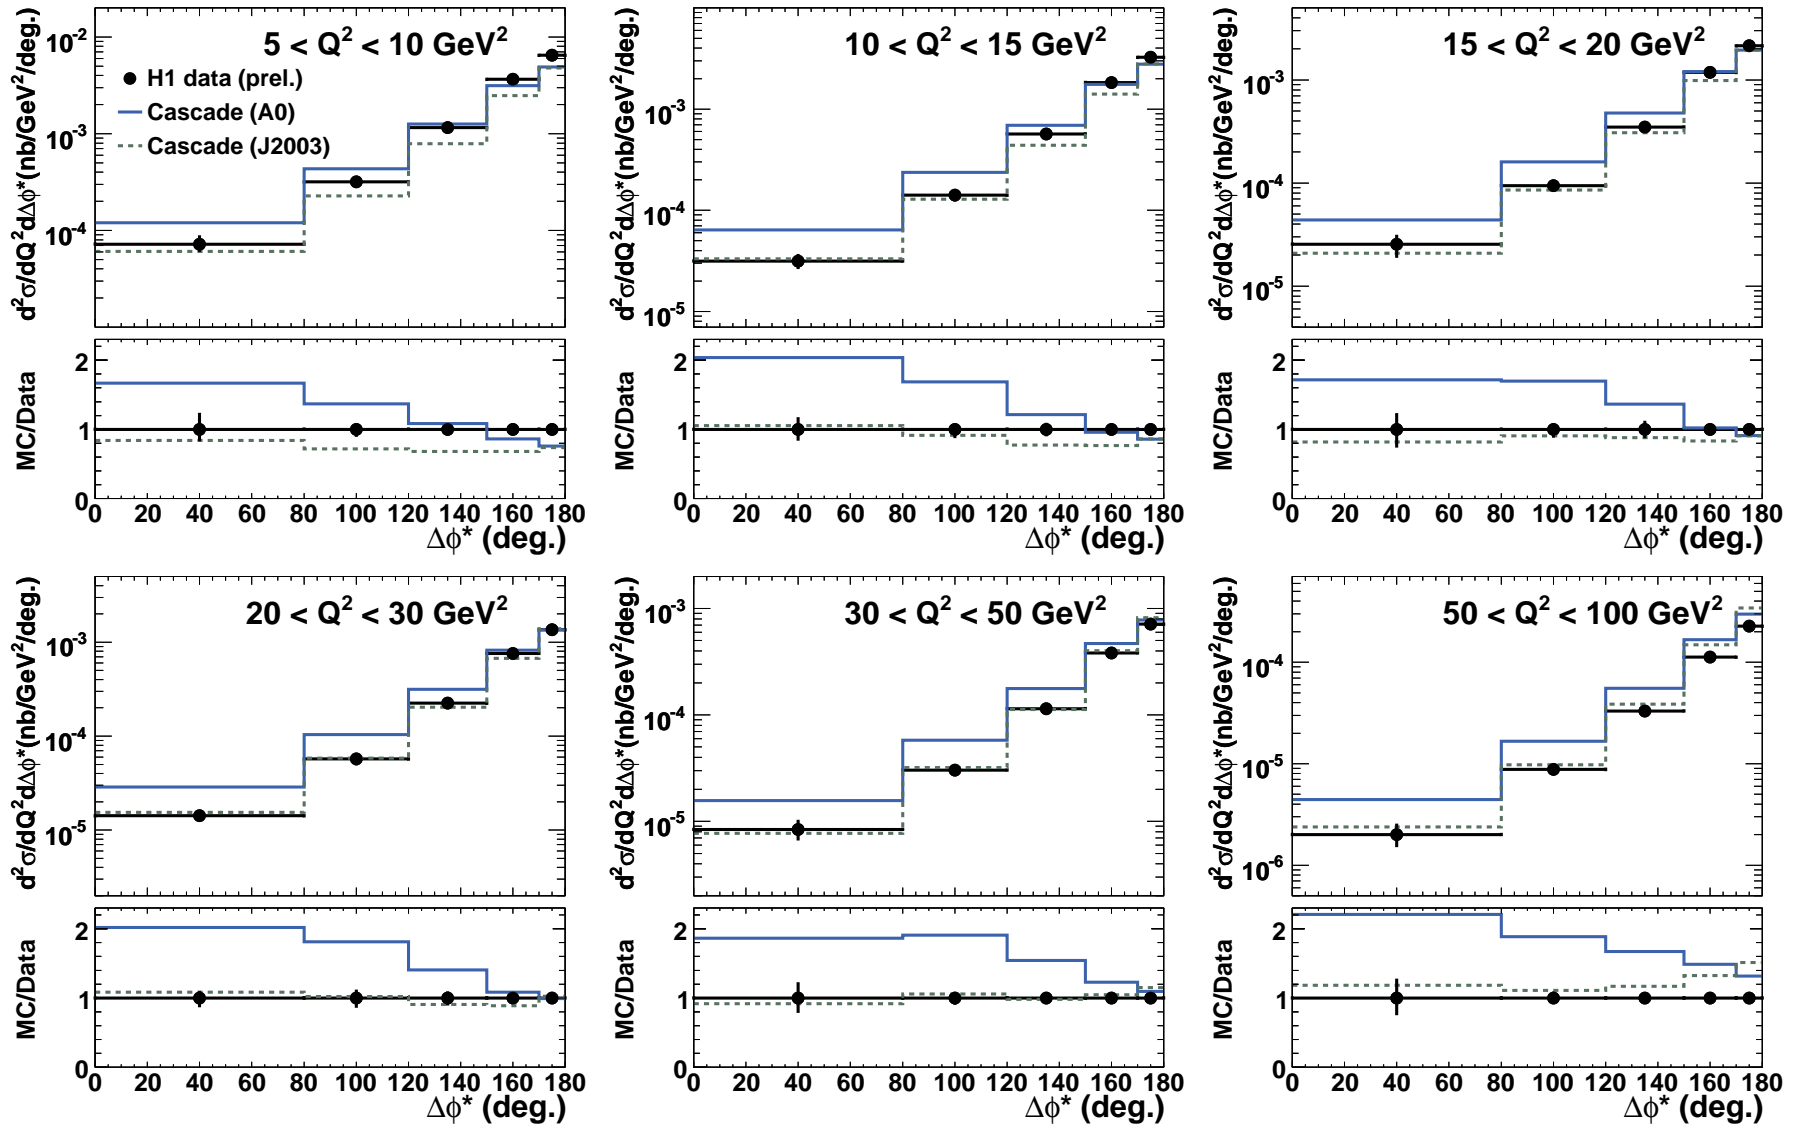 d²σ/dQ²dΔφ*(nb/GeV²/deg.)
5 < Q² < 10 GeV²
H1 data (prel.)
Cascade (A0)
Cascade (J2003)
10⁻²
10⁻³
10⁻⁴
MC/Data
2
1
0
0 20 40 60 80 100 120 140 160 180
Δφ* (deg.)
d²σ/dQ²dΔφ*(nb/GeV²/deg.)
10 < Q² < 15 GeV²
10⁻³
10⁻⁴
10⁻⁵
MC/Data
2
1
0
0 20 40 60 80 100 120 140 160 180
Δφ* (deg.)
d²σ/dQ²dΔφ*(nb/GeV²/deg.)
15 < Q² < 20 GeV²
10⁻³
10⁻⁴
10⁻⁵
MC/Data
2
1
0
0 20 40 60 80 100 120 140 160 180
Δφ* (deg.)
d²σ/dQ²dΔφ*(nb/GeV²/deg.)
20 < Q² < 30 GeV²
10⁻³
10⁻⁴
10⁻⁵
MC/Data
2
1
0
0 20 40 60 80 100 120 140 160 180
Δφ* (deg.)
d²σ/dQ²dΔφ*(nb/GeV²/deg.)
30 < Q² < 50 GeV²
10⁻³
10⁻⁴
10⁻⁵
MC/Data
2
1
0
0 20 40 60 80 100 120 140 160 180
Δφ* (deg.)
d²σ/dQ²dΔφ*(nb/GeV²/deg.)
50 < Q² < 100 GeV²
10⁻⁴
10⁻⁵
10⁻⁶
MC/Data
2
1
0
0 20 40 60 80 100 120 140 160 180
Δφ* (deg.)